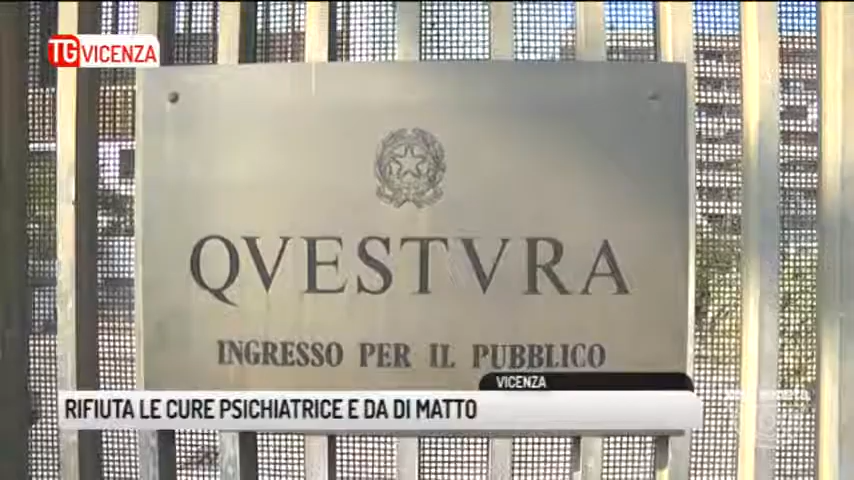 TG VICENZA
QVESTVRA
INGRESSO PER IL PUBBLICO
VICENZA
RIFIUTA LE CURE PSICHIATRICE E DA DI MATTO